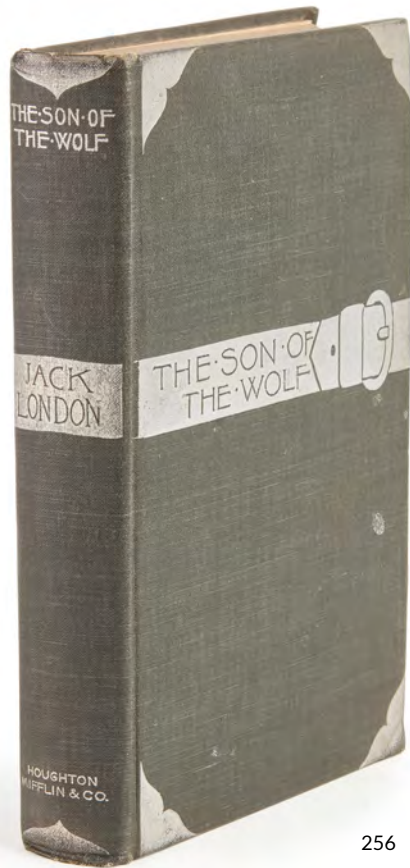 THE·SON·OF
THE·WOLF
JACK
LONDON
HOUGHTON
MIFFLIN & CO.
THE·SON·OF
THE·WOLF
256